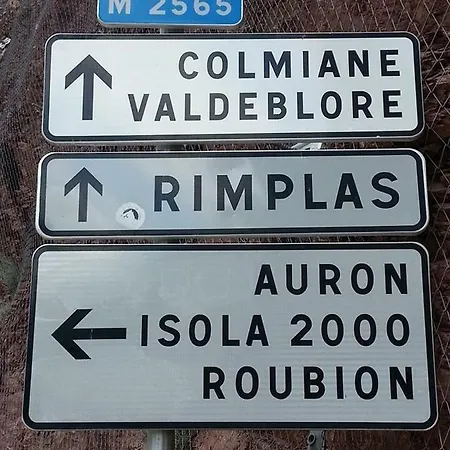 M 2565
COLMIANE
VALDEBLORE
RIMPLAS
AURON
ISOLA 2000
ROUBION